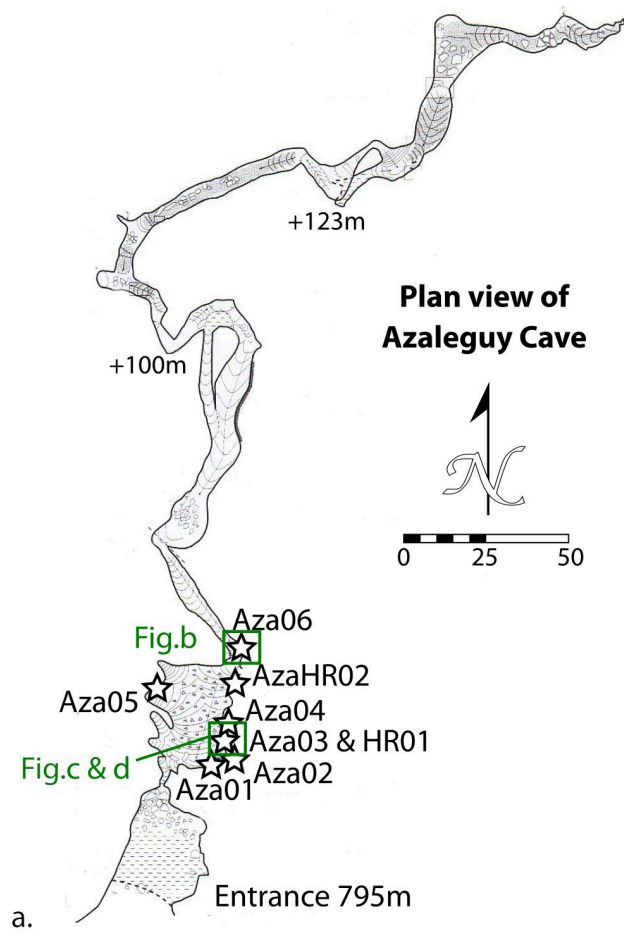 +123m
Plan view of
Azaleguy Cave
+100m
N
0 25 50
Aza06
Fig.b
AzaHR02
Aza05
Aza04
Aza03 & HR01
Fig.c & d
Aza02
Aza01
Entrance 795m
a.